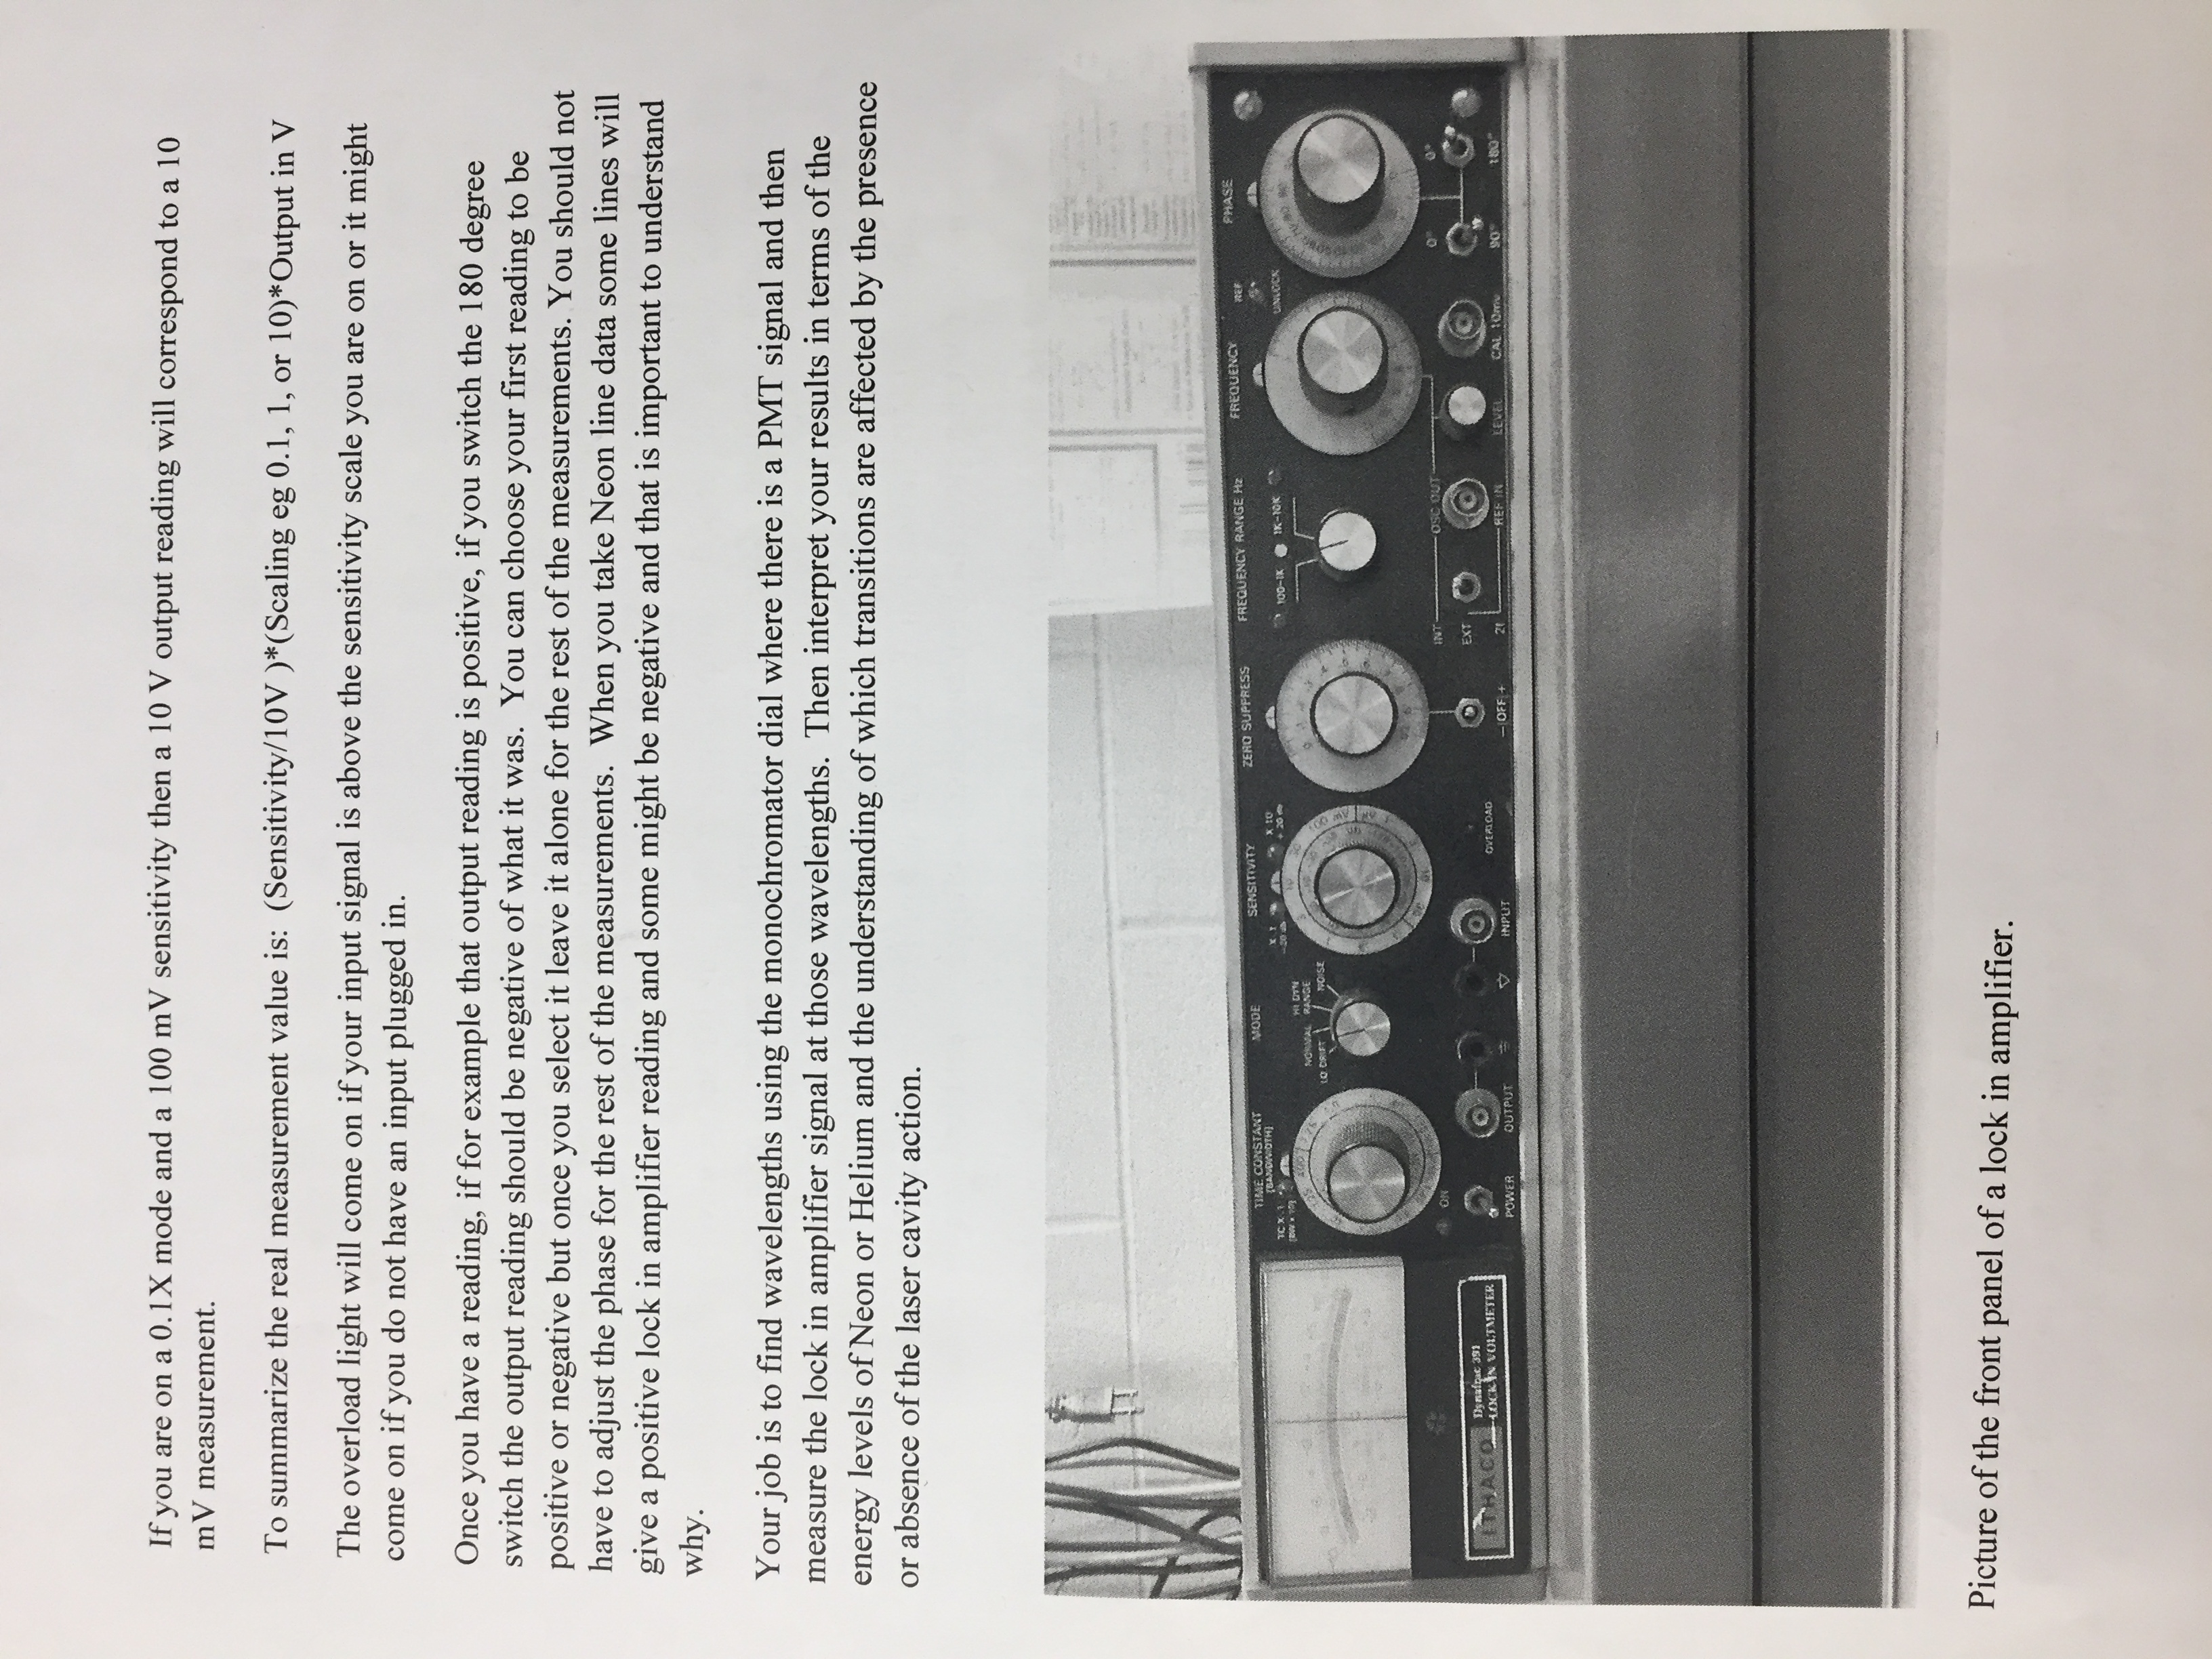 If you are on a 0.1X mode and a 100 mV sensitivity then a 10 V output reading will correspond to a 10
mV measurement.
To summarize the real measurement value is: (Sensitivity/10V )*(Scaling eg 0.1, 1, or 10)*Output in V
The overload light will come on if your input signal is above the sensitivity scale you are on or it might
come on if you do not have an input plugged in.
Once you have a reading, if for example that output reading is positive, if you switch the 180 degree
switch the output reading should be negative of what it was. You can choose your first reading to be
positive or negative but once you select it leave it alone for the rest of the measurements. You should not
have to adjust the phase for the rest of the measurements. When you take Neon line data some lines will
give a positive lock in amplifier reading and some might be negative and that is important to understand
why.
Your job is to find wavelengths using the monochromator dial where there is a PMT signal and then
measure the lock in amplifier signal at those wavelengths. Then interpret your results in terms of the
energy levels of Neon or Helium and the understanding of which transitions are affected by the presence
or absence of the laser cavity action.
TIME CONSTANT
[BANDWIDTH]
MODE
LO DRIFT
NORMAL
HI DYN
RANGE
NOISE
SENSITIVITY
X 1
X 10
+ 20 db
ZERO SUPPRESS
FREQUENCY RANGE Hz
100-1K
1K-10K
FREQUENCY
REF
UNLOCK
PHASE
ITHACO
Dynatrac 391
LOCK IN VOLTMETER
ON
POWER
OUTPUT
INPUT
OVERLOAD
- OFF +
INT
EXT
2f
OSC OUT
REF IN
LEVEL
CAL 10mv
0°
90°
0°
180°
Picture of the front panel of a lock in amplifier.